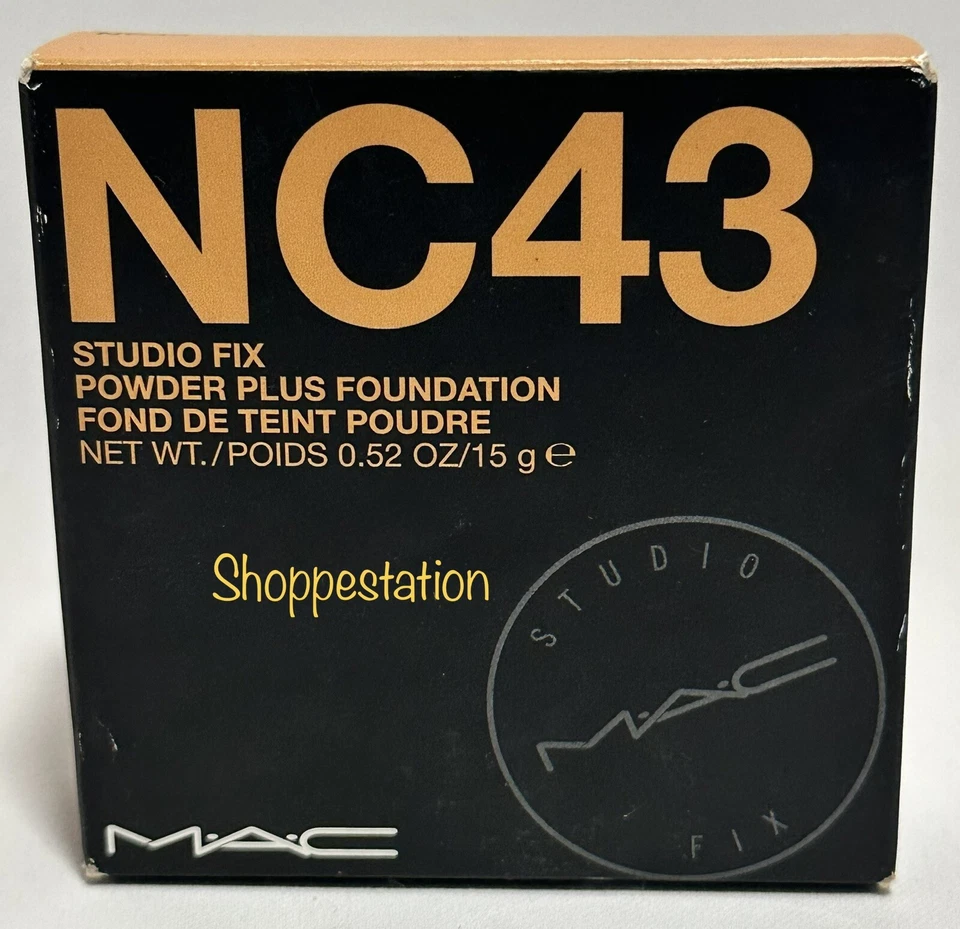 NC43
STUDIO FIX
POWDER PLUS FOUNDATION
FOND DE TEINT POUDRE
NET WT./POIDS 0.52 OZ/15 g ℮
Shoppestation
STUDIO
M·A·C
FIX
M·A·C